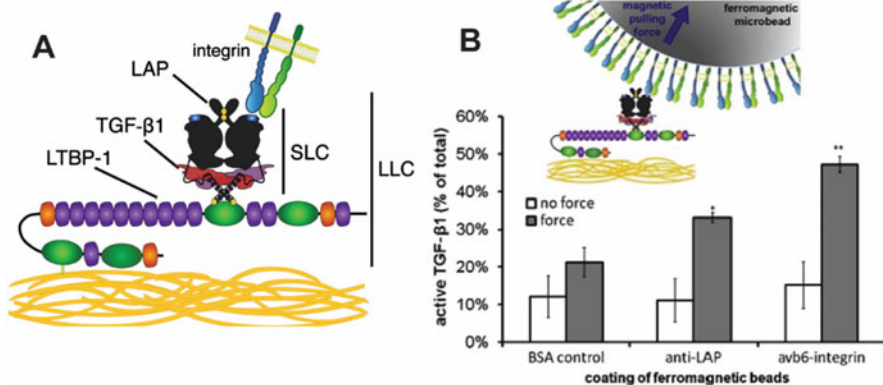 A
integrin
LAP
TGF-β1
LTBP-1
SLC
LLC
B
magnetic
pulling
force
ferromagnetic
microbead
60%
50%
40%
30%
20%
10%
0%
active TGF-β1 (% of total)
no force
force
*
**
BSA control
anti-LAP
avb6-integrin
coating of ferromagnetic beads